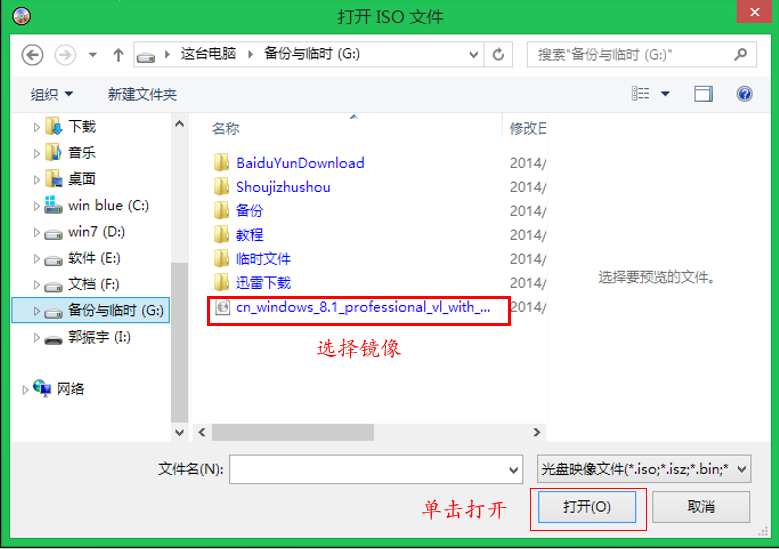 打开 ISO 文件
这台电脑 备份与临时 (G:)
搜索"备份与临时 (G:)"
组织 新建文件夹
下载
音乐
桌面
win blue (C:)
win7 (D:)
软件 (E:)
文档 (F:)
备份与临时 (G:)
郭振宇 (I:)
网络
名称 修改日
BaiduYunDownload 2014/
Shoujizhushou 2014/
备份 2014/
教程 2014/
临时文件 2014/
迅雷下载 2014/
cn_windows_8.1_professional_vl_with_... 2014/
选择镜像
选择要预览的文件。
文件名(N):
光盘映像文件(*.iso;*.isz;*.bin;*
单击打开
打开(O) 取消